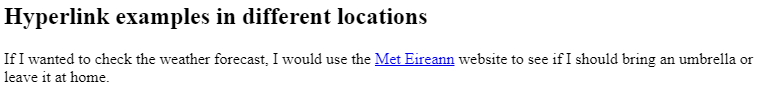 Hyperlink examples in different locations
If I wanted to check the weather forecast, I would use the Met Eireann website to see if I should bring an umbrella or
leave it at home.